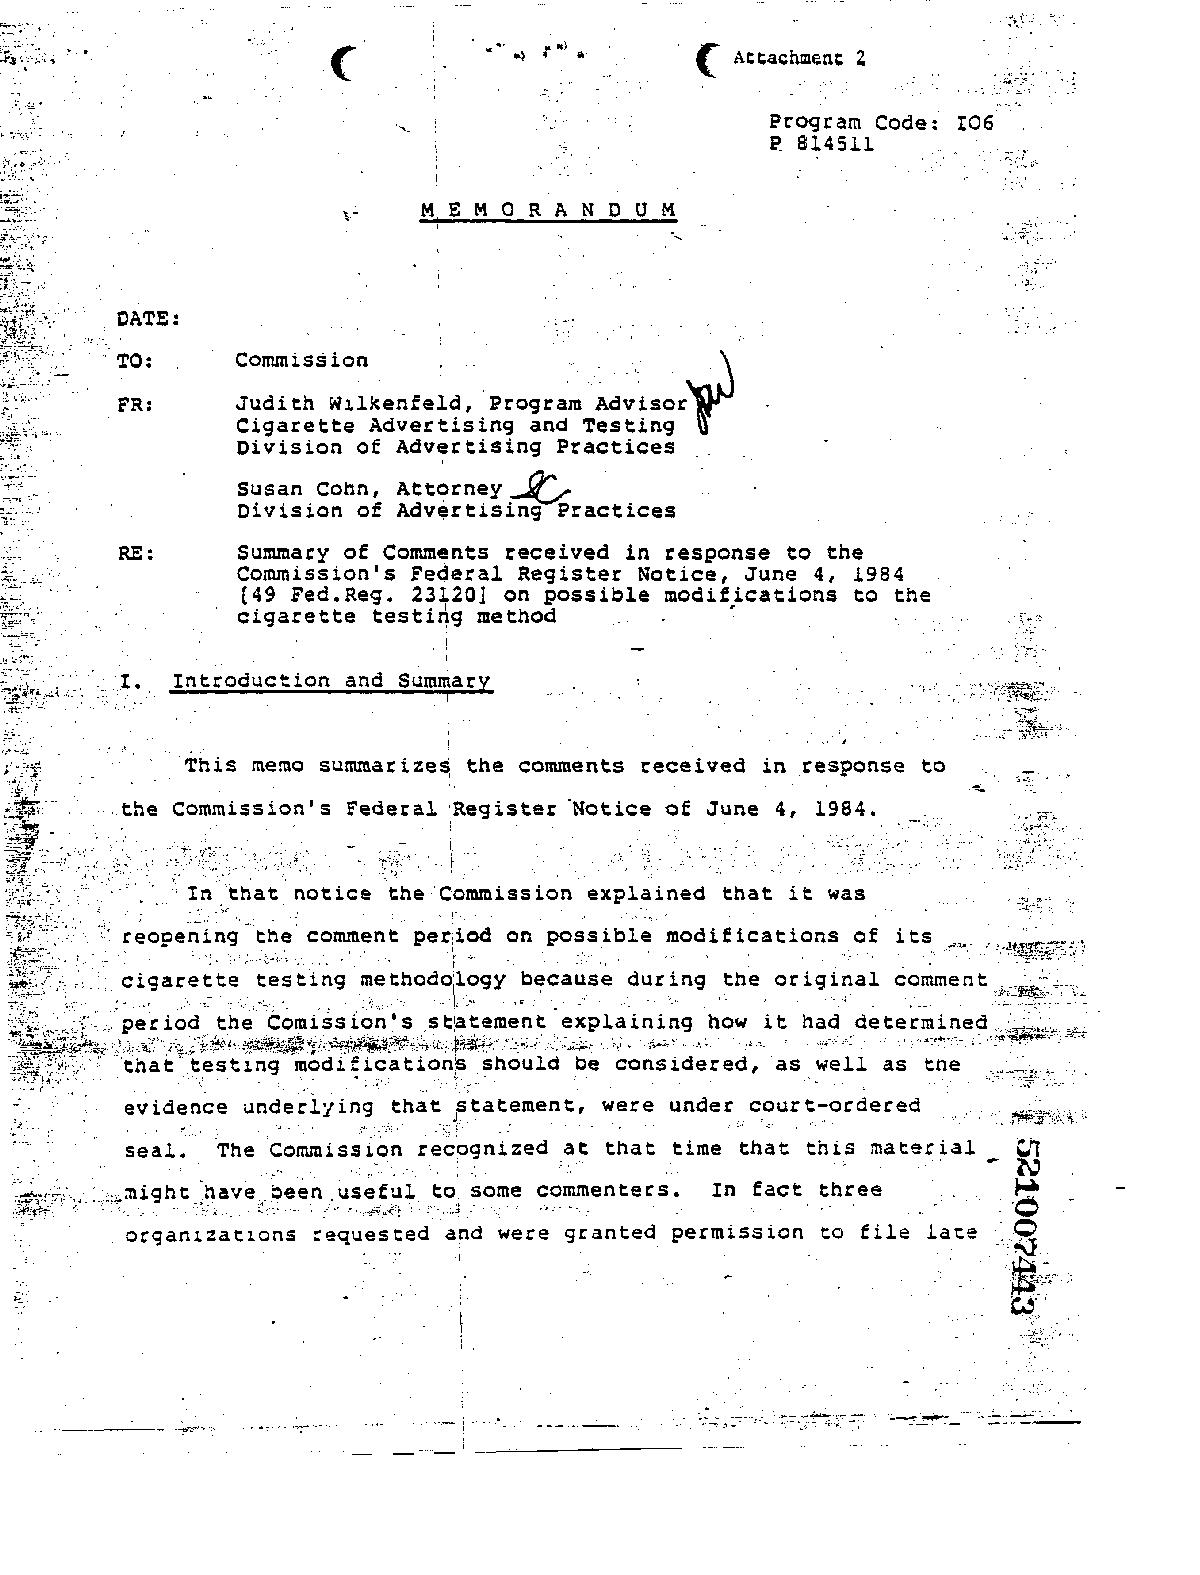 Attachment 2
Program Code: I06
P 814511
MEMORANDUM
DATE:
TO: Commission
FR: Judith Wilkenfeld, Program Advisor
Cigarette Advertising and Testing
Division of Advertising Practices
Susan Cohn, Attorney
Division of Advertising Practices
RE: Summary of Comments received in response to the
Commission's Federal Register Notice, June 4, 1984
[49 Fed.Reg. 23120] on possible modifications to the
cigarette testing method
I. Introduction and Summary
This memo summarizes the comments received in response to
the Commission's Federal Register Notice of June 4, 1984.
In that notice the Commission explained that it was
reopening the comment period on possible modifications of its
cigarette testing methodology because during the original comment
period the Comission's statement explaining how it had determined
that testing modifications should be considered, as well as the
evidence underlying that statement, were under court-ordered
seal. The Commission recognized at that time that this material
might have been useful to some commenters. In fact three
organizations requested and were granted permission to file late
521007443